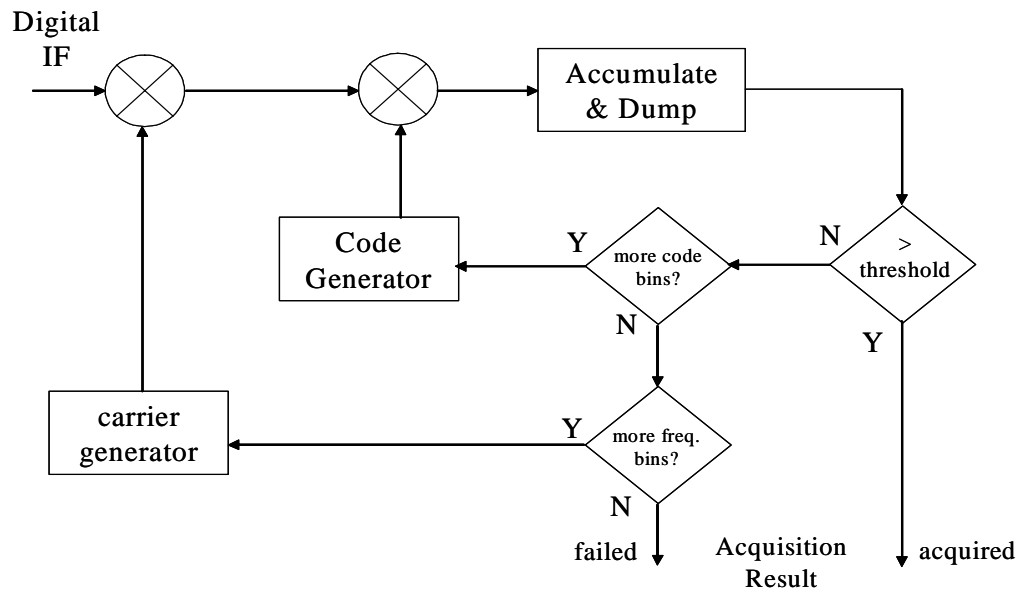 Digital
IF
Accumulate
& Dump
Code
Generator
Y
more code
bins?
N
N
>
threshold
Y
carrier
generator
Y
more freq.
bins?
N
failed
Acquisition
Result
acquired